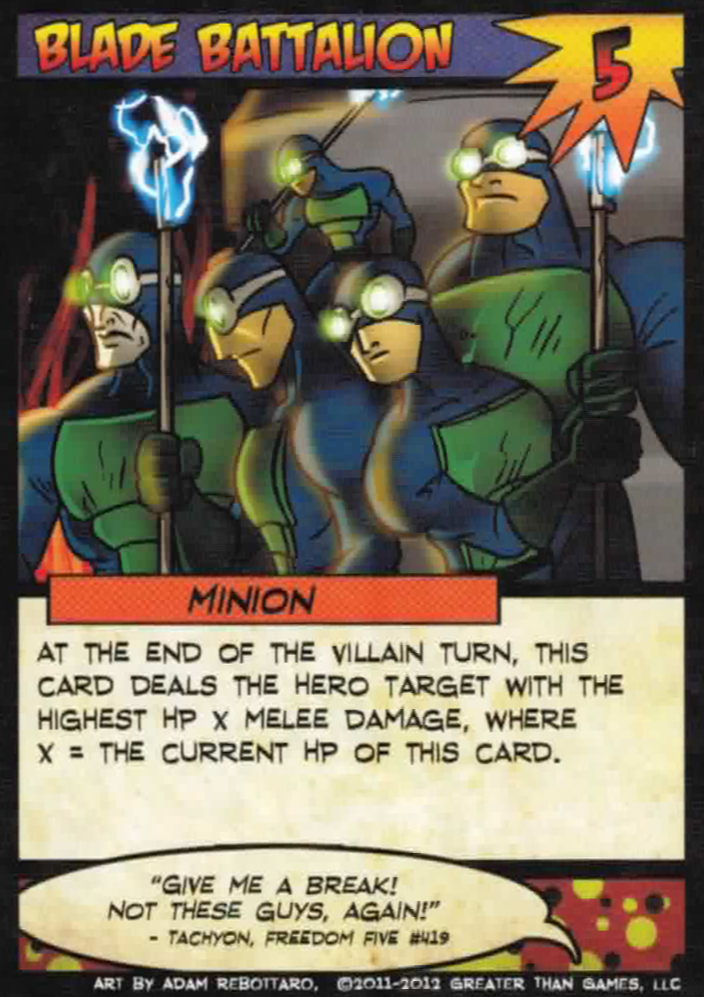 BLADE BATTALION
5
MINION
AT THE END OF THE VILLAIN TURN, THIS
CARD DEALS THE HERO TARGET WITH THE
HIGHEST HP X MELEE DAMAGE, WHERE
X = THE CURRENT HP OF THIS CARD.
"GIVE ME A BREAK!
NOT THESE GUYS, AGAIN!"
- TACHYON, FREEDOM FIVE #419
ART BY ADAM REBOTTARO, ©2011-2012 GREATER THAN GAMES, LLC